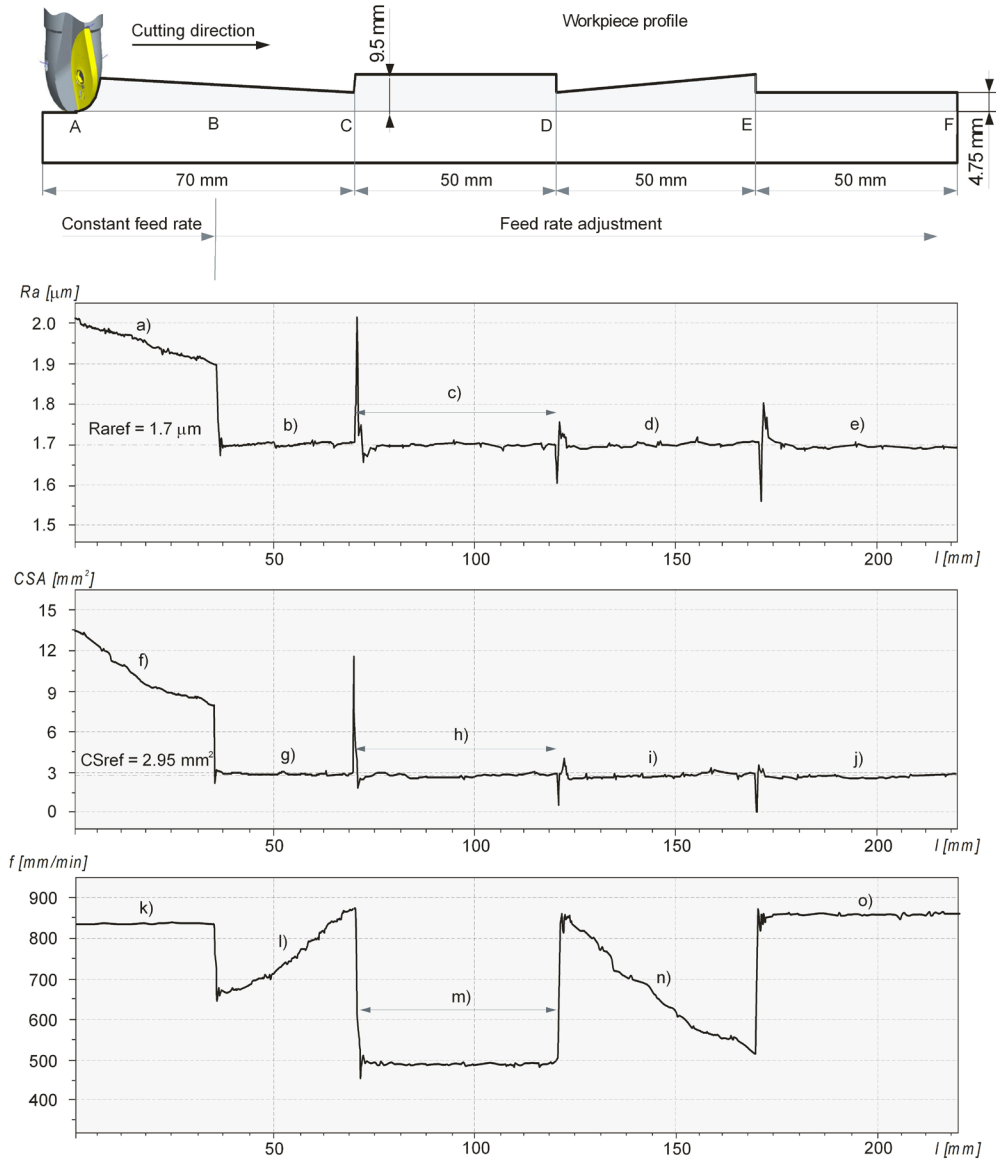 Workpiece profile
Cutting direction
9.5 mm
4.75 mm
A B C D E F
70 mm 50 mm 50 mm 50 mm
Constant feed rate Feed rate adjustment
Ra [μm]
2.0
1.9
1.8
1.7
1.6
1.5
a)
b)
c)
d)
e)
Raref = 1.7 μm
50 100 150 200 l [mm]
CSA [mm²]
15
12
9
6
3
0
f)
g)
h)
i)
j)
CSref = 2.95 mm²
50 100 150 200 l [mm]
f [mm/min]
900
800
700
600
500
400
k)
l)
m)
n)
o)
50 100 150 200 l [mm]